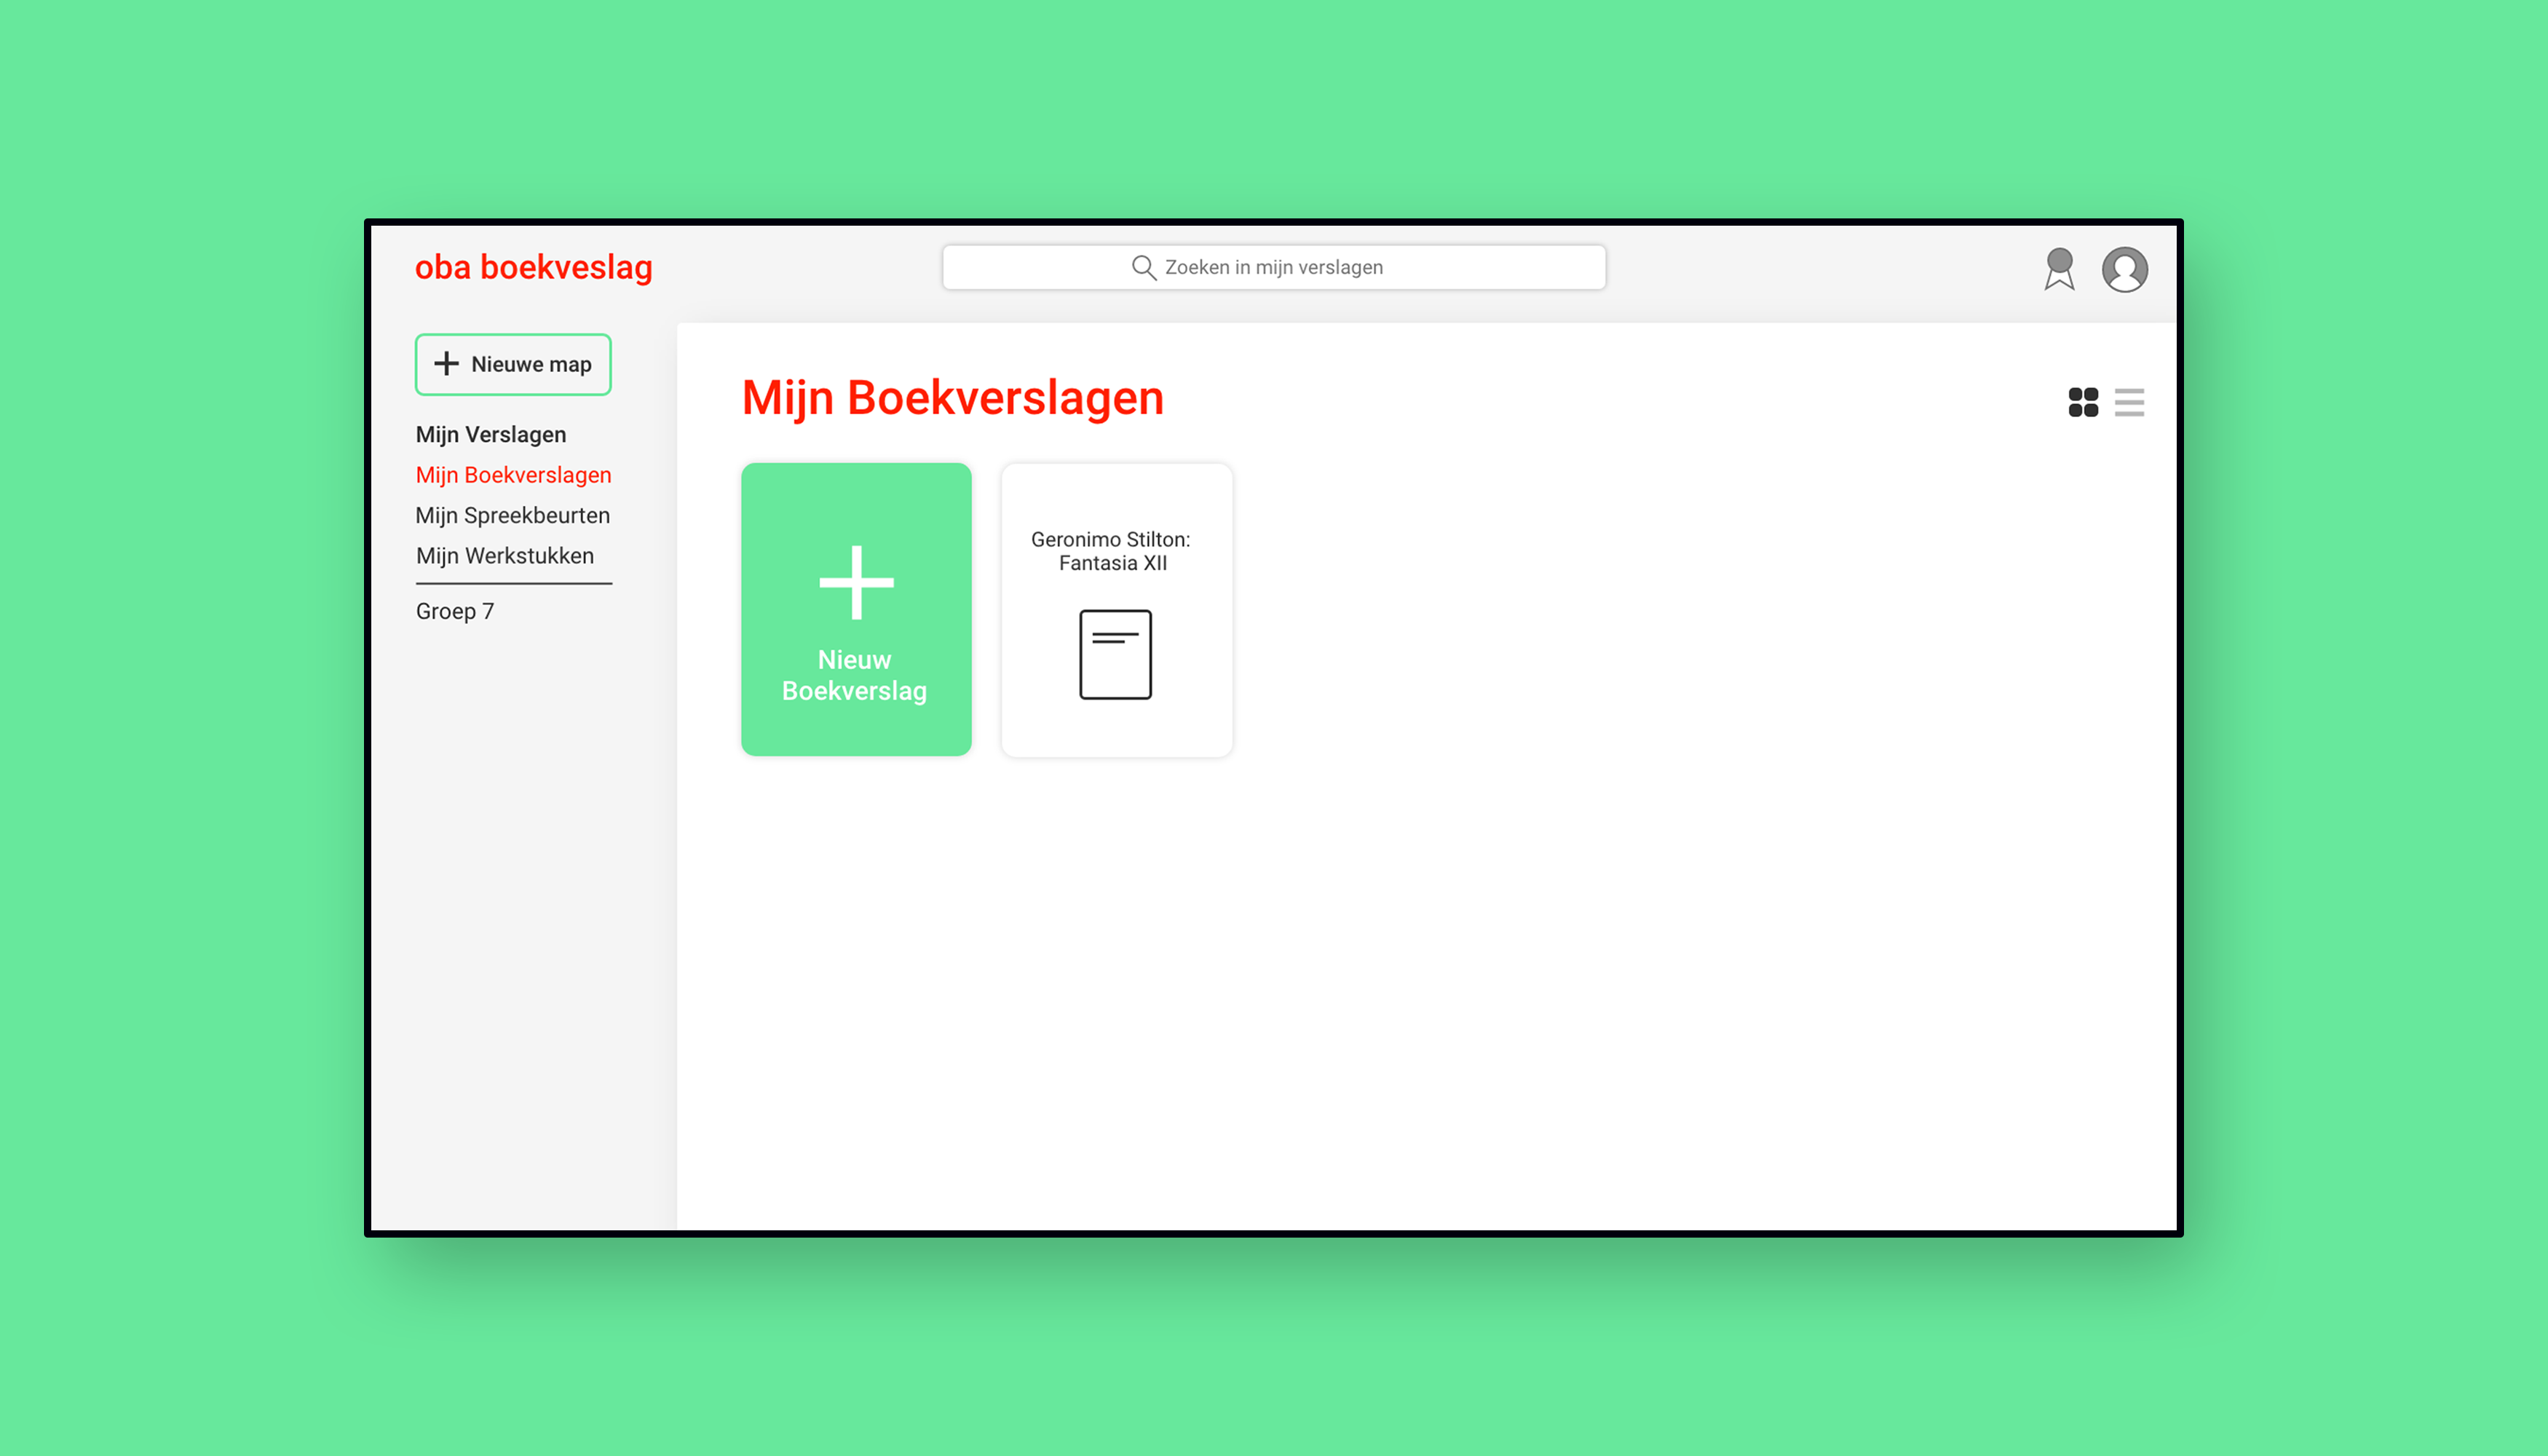 oba boekveslag
Zoeken in mijn verslagen
Nieuwe map
Mijn Verslagen
Mijn Boekverslagen
Mijn Spreekbeurten
Mijn Werkstukken
Groep 7
Mijn Boekverslagen
Nieuw
Boekverslag
Geronimo Stilton:
Fantasia XII